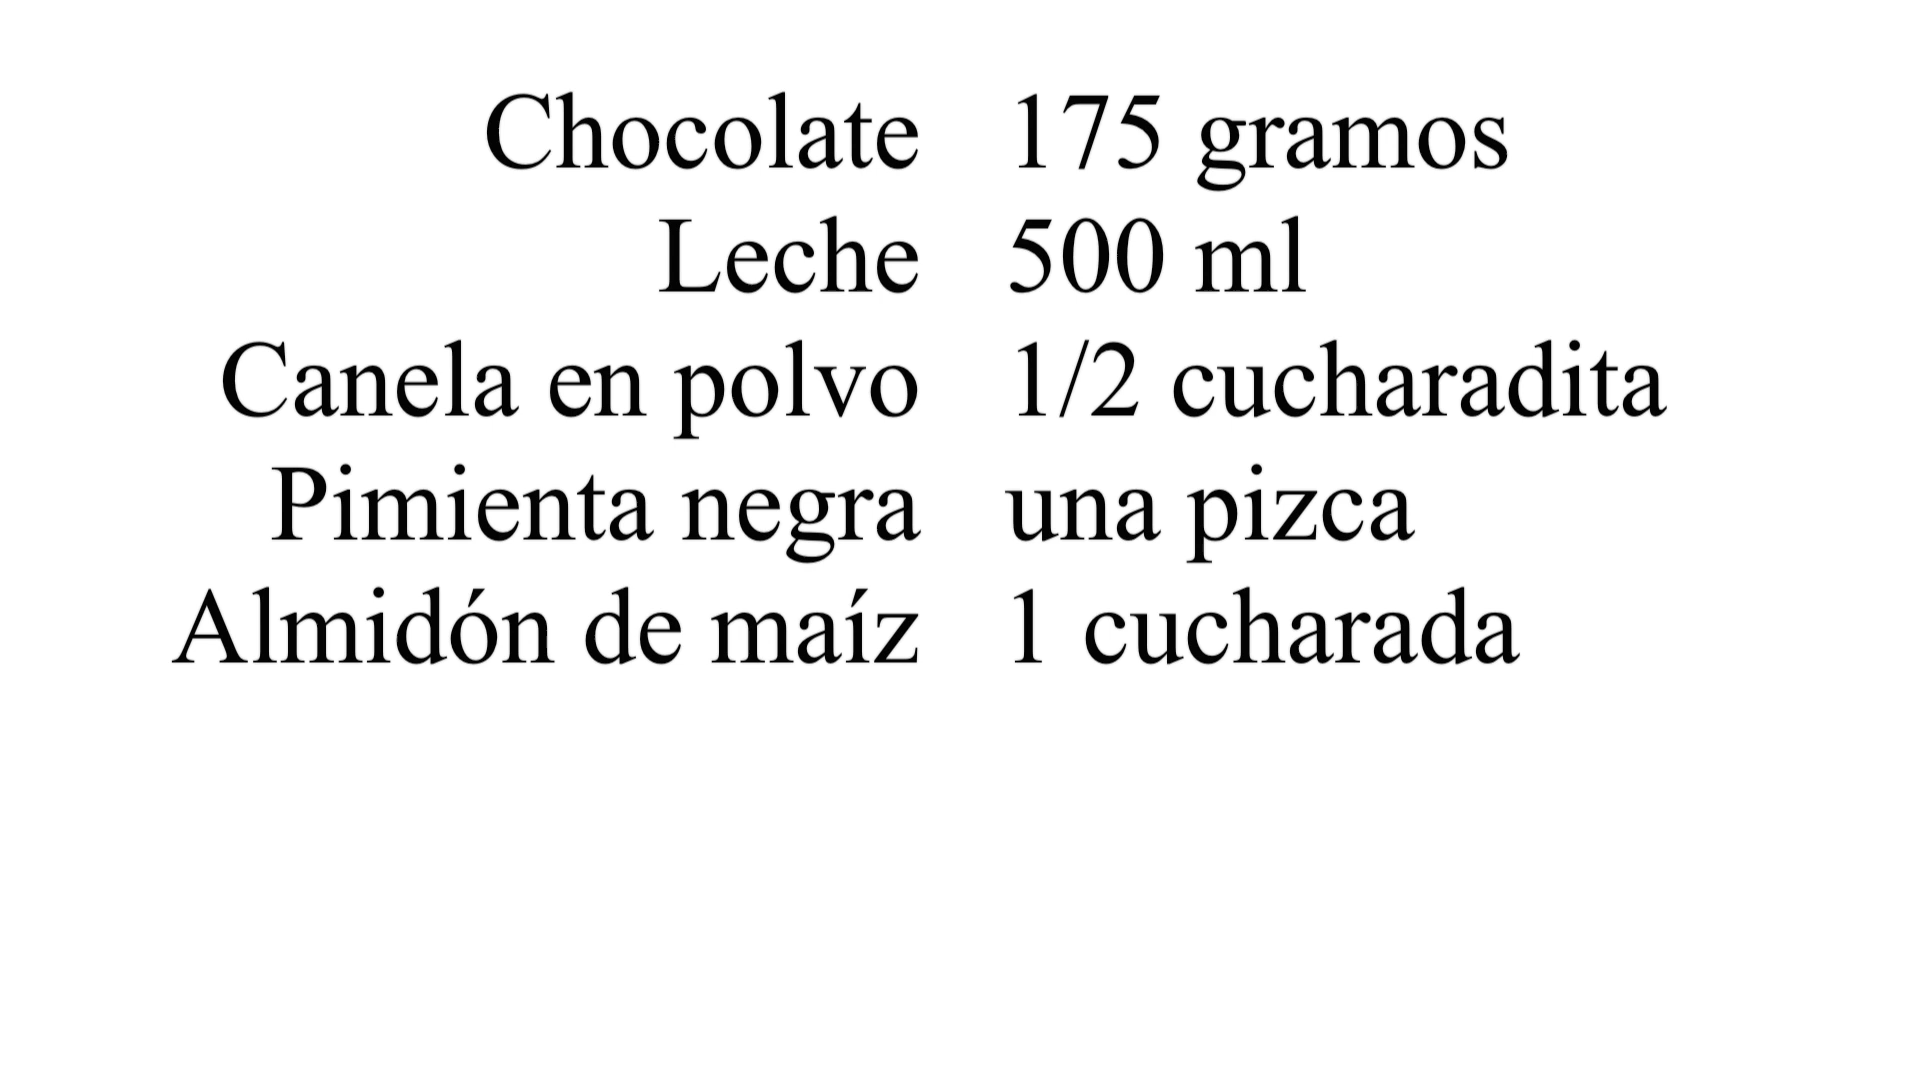 Chocolate 175 gramos
Leche 500 ml
Canela en polvo 1/2 cucharadita
Pimienta negra una pizca
Almidón de maíz 1 cucharada